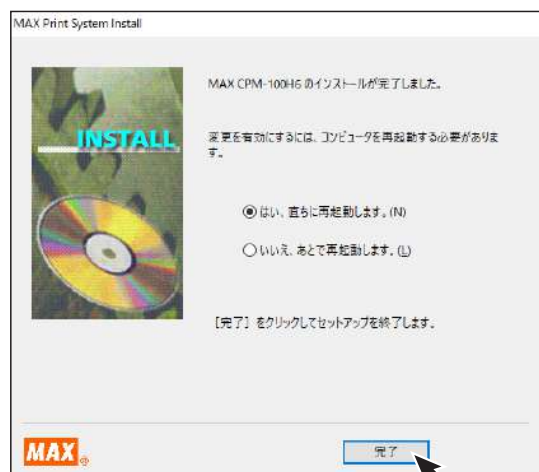 MAX Print System Install
INSTALL
MAX CPM-100H6 のインストールが完了しました。
変更を有効にするには、コンピュータを再起動する必要がありま
す。
はい、直ちに再起動します。(N)
いいえ、あとで再起動します。(L)
[完了] をクリックしてセットアップを終了します。
MAX®
完了